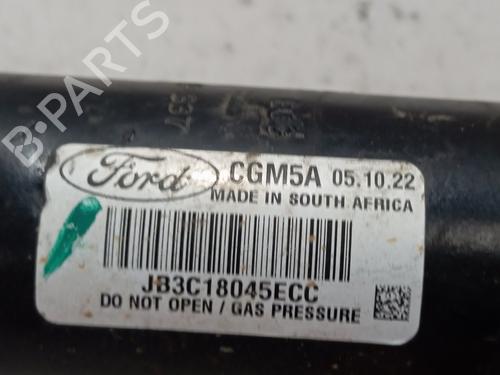 B-PARTS
Ford
CGM5A 05.10.22
MADE IN SOUTH AFRICA
JB3C18045ECC
DO NOT OPEN / GAS PRESSURE